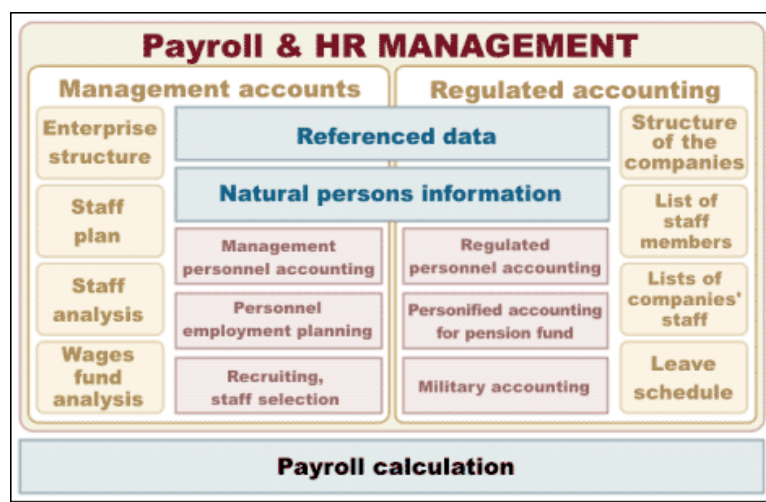 Payroll & HR MANAGEMENT
Management accounts
Regulated accounting
Enterprise
structure
Staff
plan
Staff
analysis
Wages
fund
analysis
Referenced data
Natural persons information
Management
personnel accounting
Personnel
employment planning
Recruiting,
staff selection
Regulated
personnel accounting
Personified accounting
for pension fund
Military accounting
Structure
of the
companies
List of
staff
members
Lists of
companies'
staff
Leave
schedule
Payroll calculation